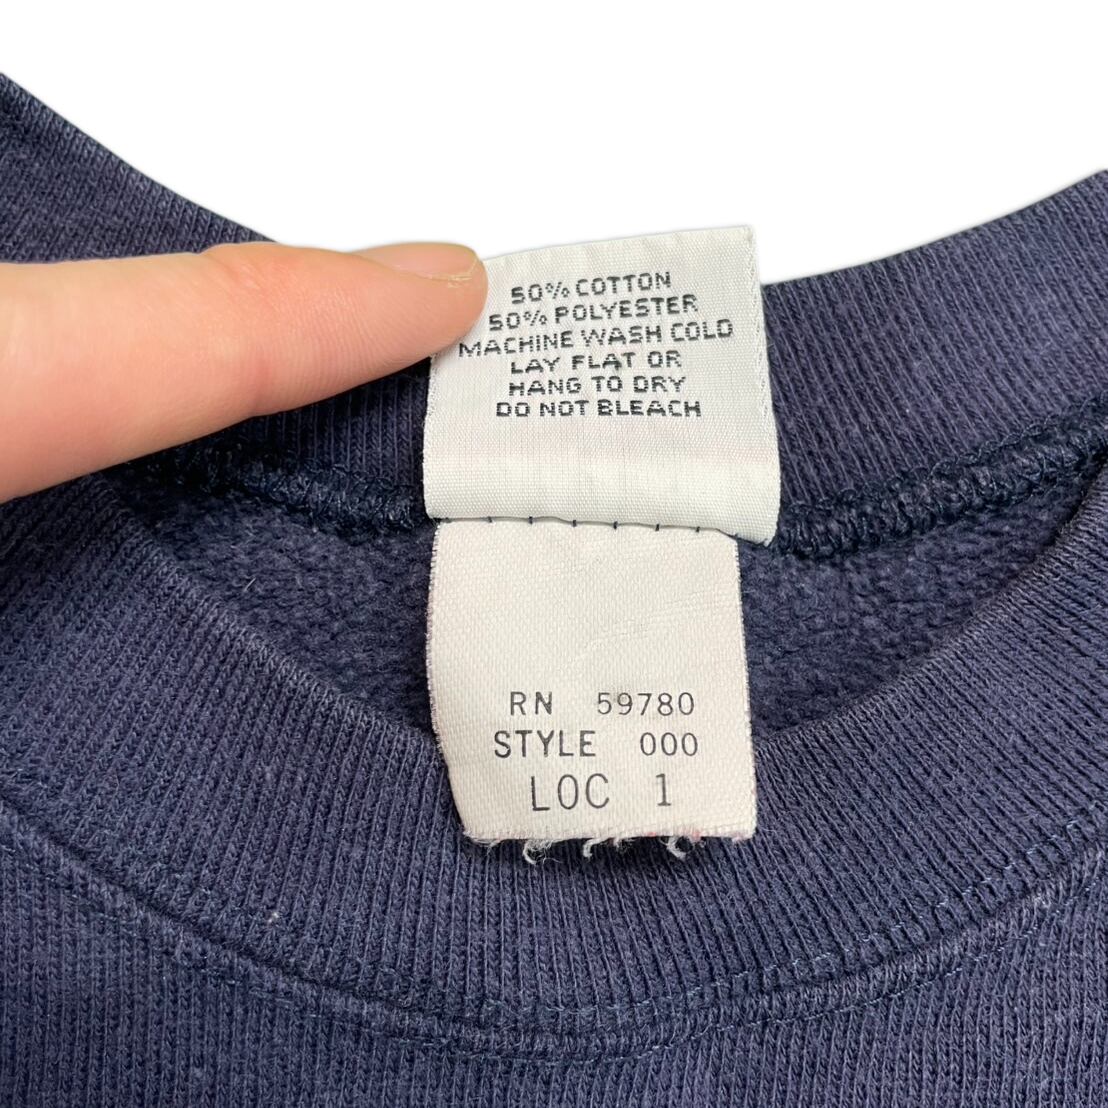 50% COTTON
50% POLYESTER
MACHINE WASH COLD
LAY FLAT OR
HANG TO DRY
DO NOT BLEACH
RN 59780
STYLE 000
LOC 1